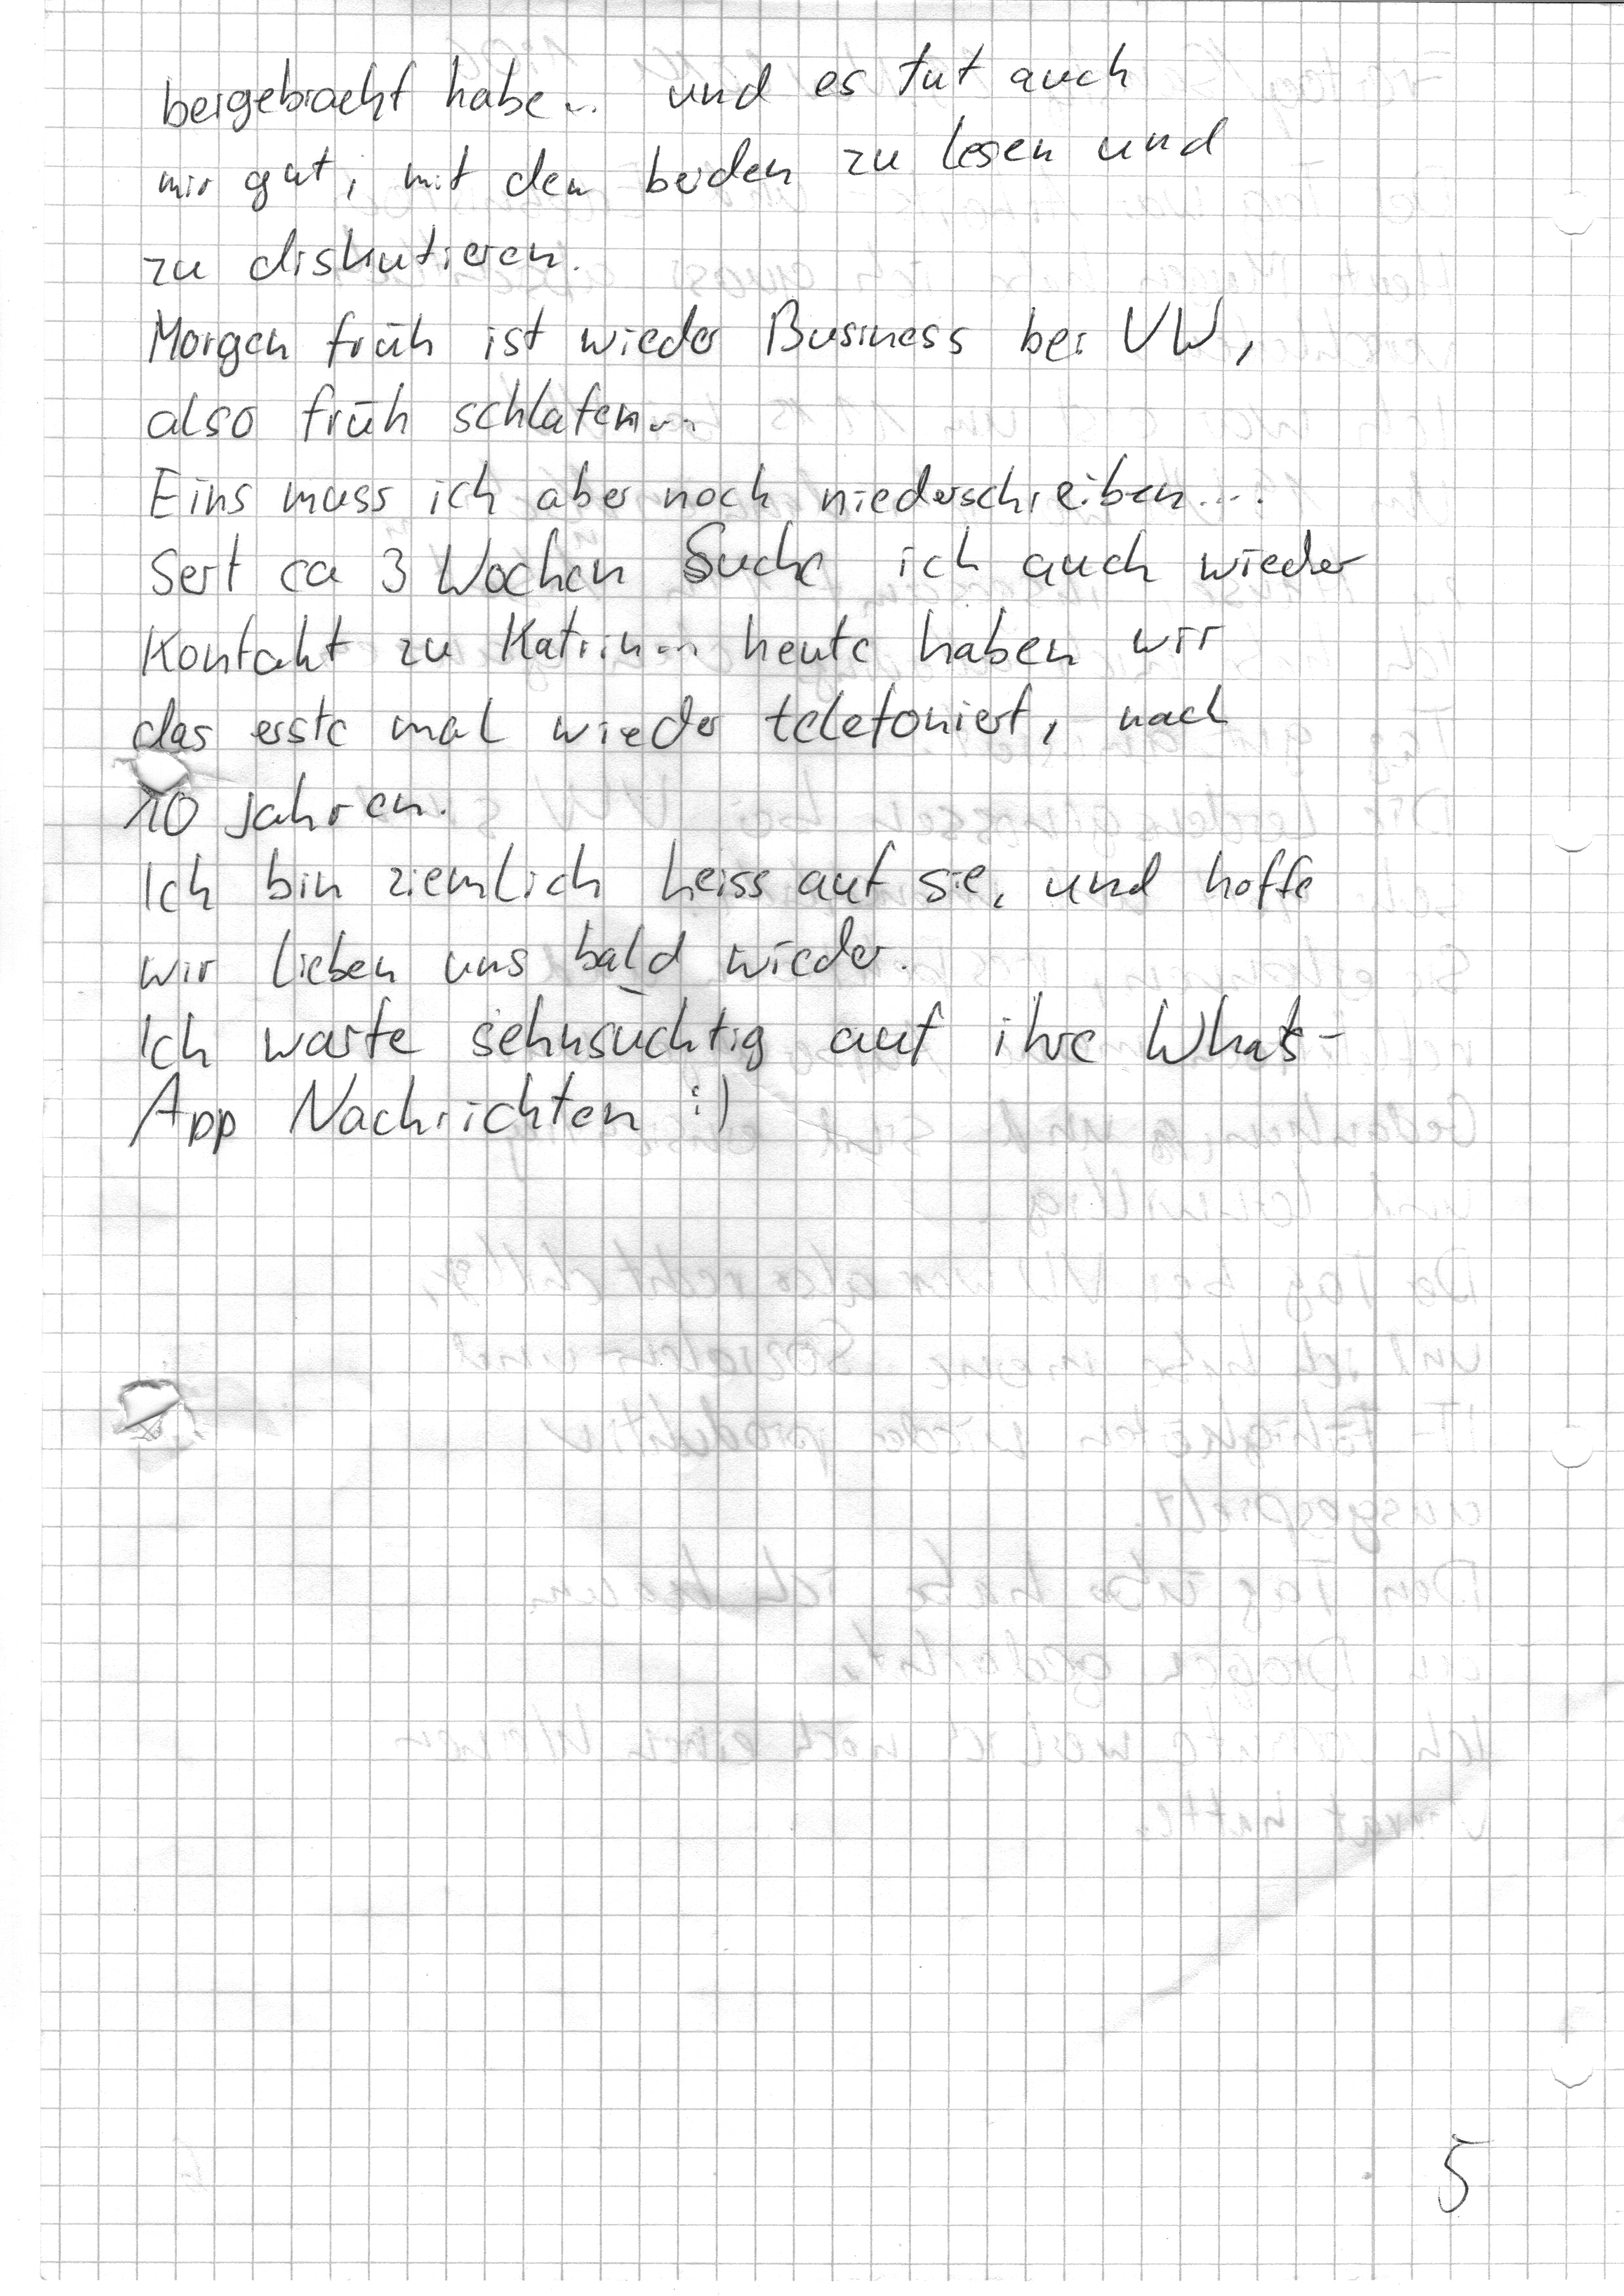 bergebracht habe... und es tut auch
mir gut, mit den beiden zu lesen und
zu diskutieren.
Morgen früh ist wieder Business bei VW,
also früh schlafen...
Eins muss ich aber noch niederschreiben....
Seit ca 3 Wochen Suche ich auch wieder
Kontakt zu Katrin... heute haben wir
das erste mal wieder telefoniert, nach
10 jahren.
Ich bin ziemlich heiss auf sie, und hoffe
wir lieben uns bald wieder.
Ich warte sehnsüchtig auf ihre Whats-
App Nachrichten :)
5